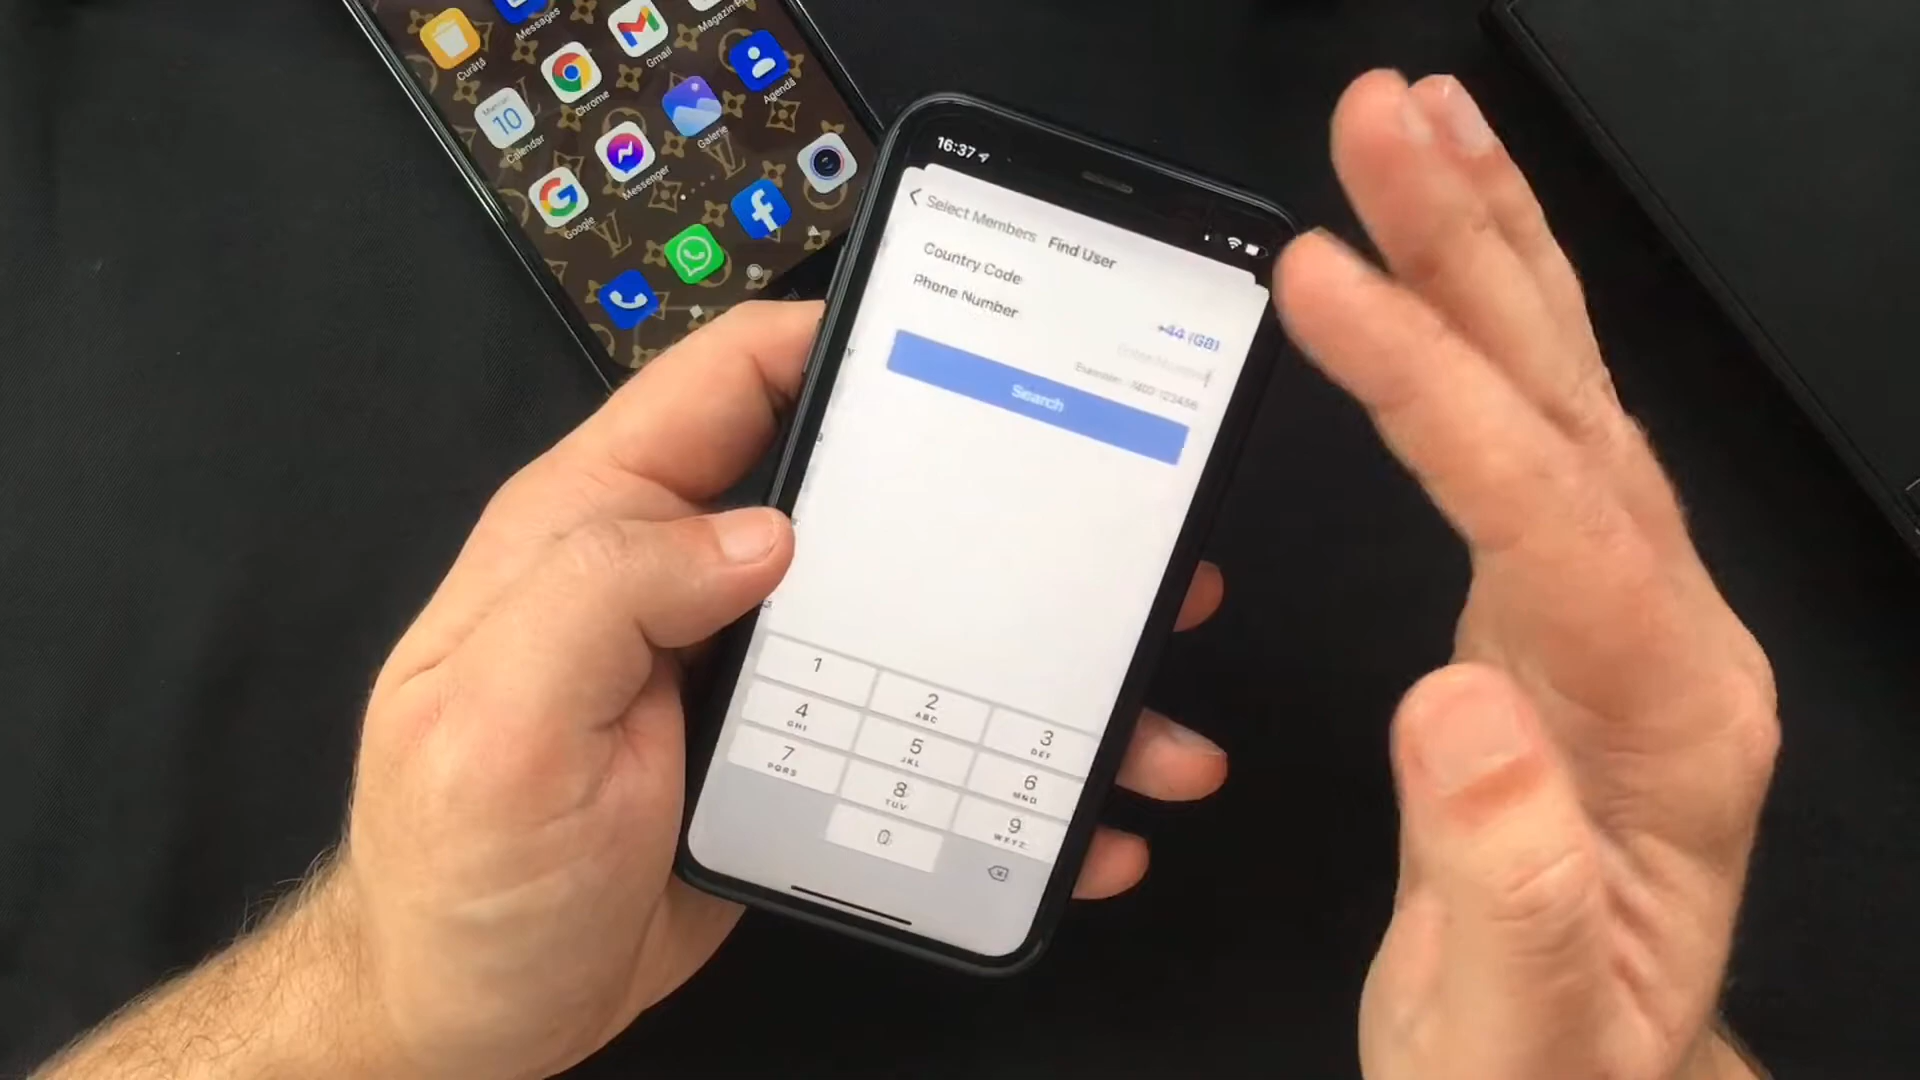 Messages
Magazin
Curăță
Chrome
Gmail
Agendă
10
Calendar
Messenger
Galerie
Google
16:37
Select Members
Find User
Country Code
+44 (GB)
Phone Number
Search
1
2
ABC
3
DEF
4
GHI
5
JKL
6
MNO
7
PQRS
8
TUV
9
WXYZ
0